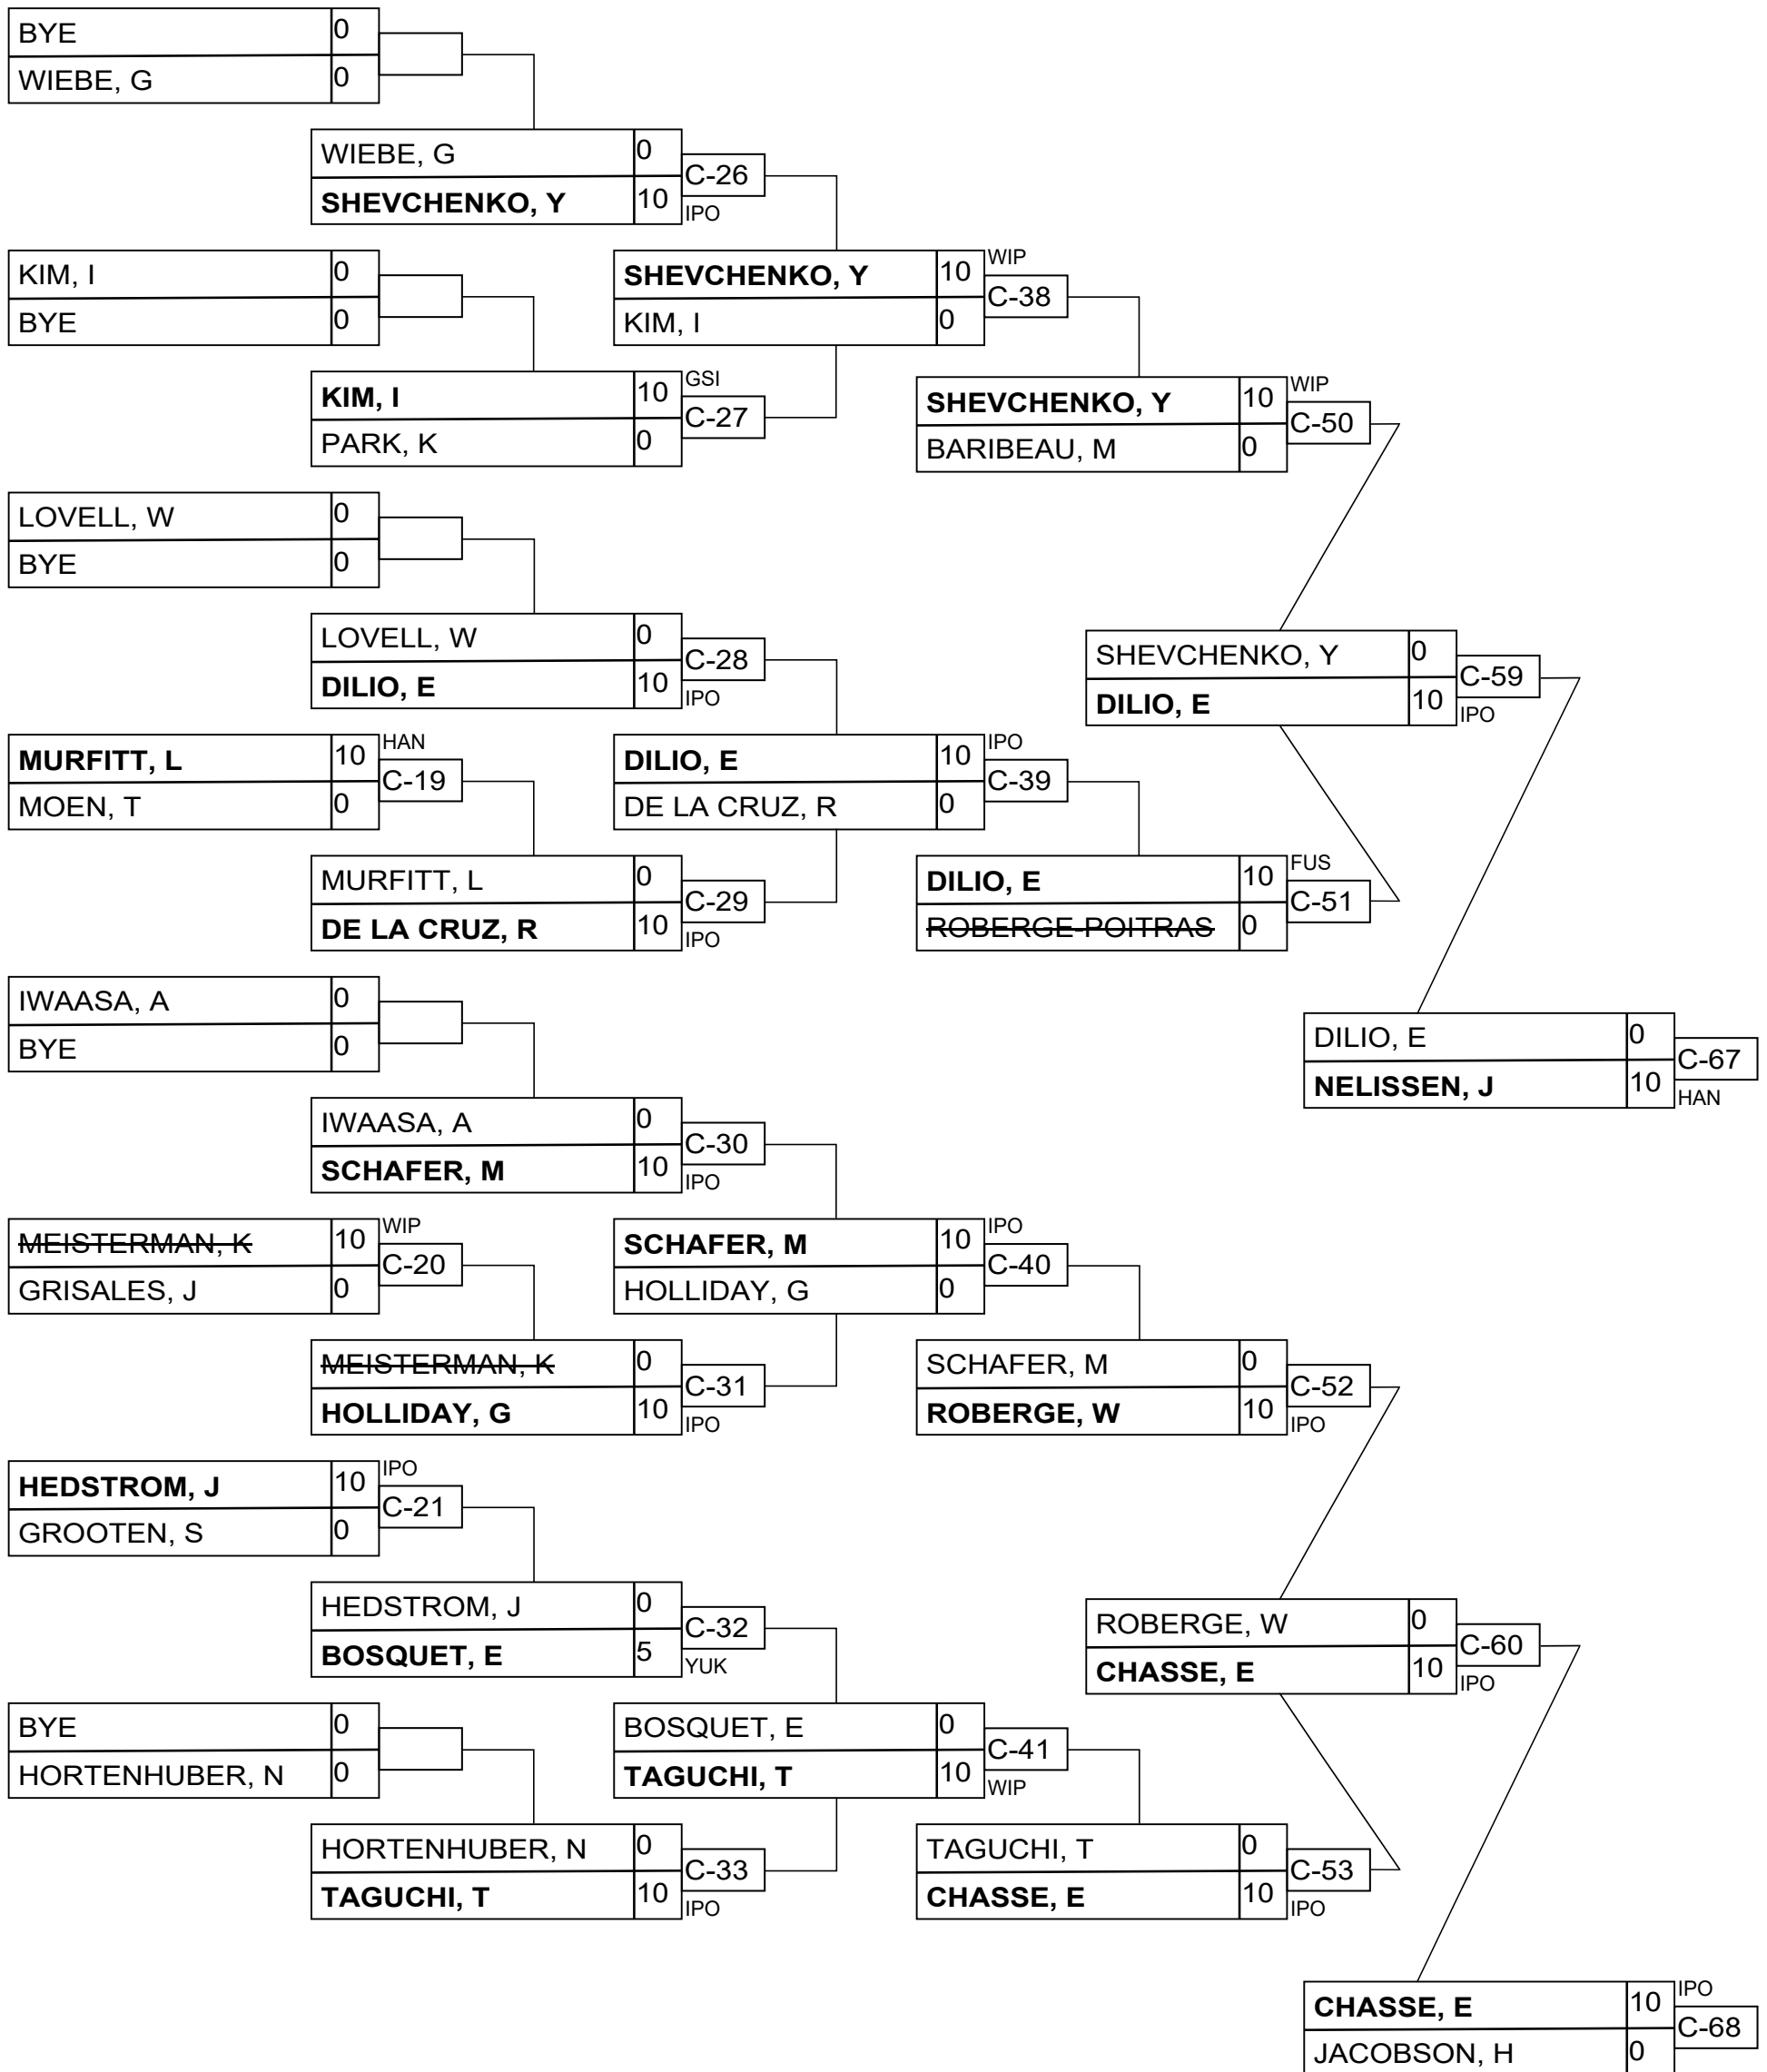 BYE 0
WIEBE, G 0
WIEBE, G 0
C-26
SHEVCHENKO, Y 10
IPO
KIM, I 0
BYE 0
SHEVCHENKO, Y 10 WIP
C-38
KIM, I 0
KIM, I 10 GSI
C-27
PARK, K 0
SHEVCHENKO, Y 10 WIP
C-50
BARIBEAU, M 0
LOVELL, W 0
BYE 0
LOVELL, W 0
C-28
DILIO, E 10
IPO
SHEVCHENKO, Y 0
C-59
DILIO, E 10
IPO
MURFITT, L 10 HAN
C-19
MOEN, T 0
DILIO, E 10 IPO
C-39
DE LA CRUZ, R 0
MURFITT, L 0
C-29
DE LA CRUZ, R 10
IPO
DILIO, E 10 FUS
C-51
ROBERGE-POITRAS 0
IWAASA, A 0
BYE 0
DILIO, E 0
C-67
NELISSEN, J 10
HAN
IWAASA, A 0
C-30
SCHAFER, M 10
IPO
MEISTERMAN, K 10 WIP
C-20
GRISALES, J 0
SCHAFER, M 10 IPO
C-40
HOLLIDAY, G 0
MEISTERMAN, K 0
C-31
HOLLIDAY, G 10
IPO
SCHAFER, M 0
C-52
ROBERGE, W 10
IPO
HEDSTROM, J 10 IPO
C-21
GROOTEN, S 0
HEDSTROM, J 0
C-32
BOSQUET, E 5
YUK
ROBERGE, W 0
C-60
CHASSE, E 10
IPO
BYE 0
HORTENHUBER, N 0
BOSQUET, E 0
C-41
TAGUCHI, T 10
WIP
HORTENHUBER, N 0
C-33
TAGUCHI, T 10
IPO
TAGUCHI, T 0
C-53
CHASSE, E 10
IPO
CHASSE, E 10 IPO
C-68
JACOBSON, H 0